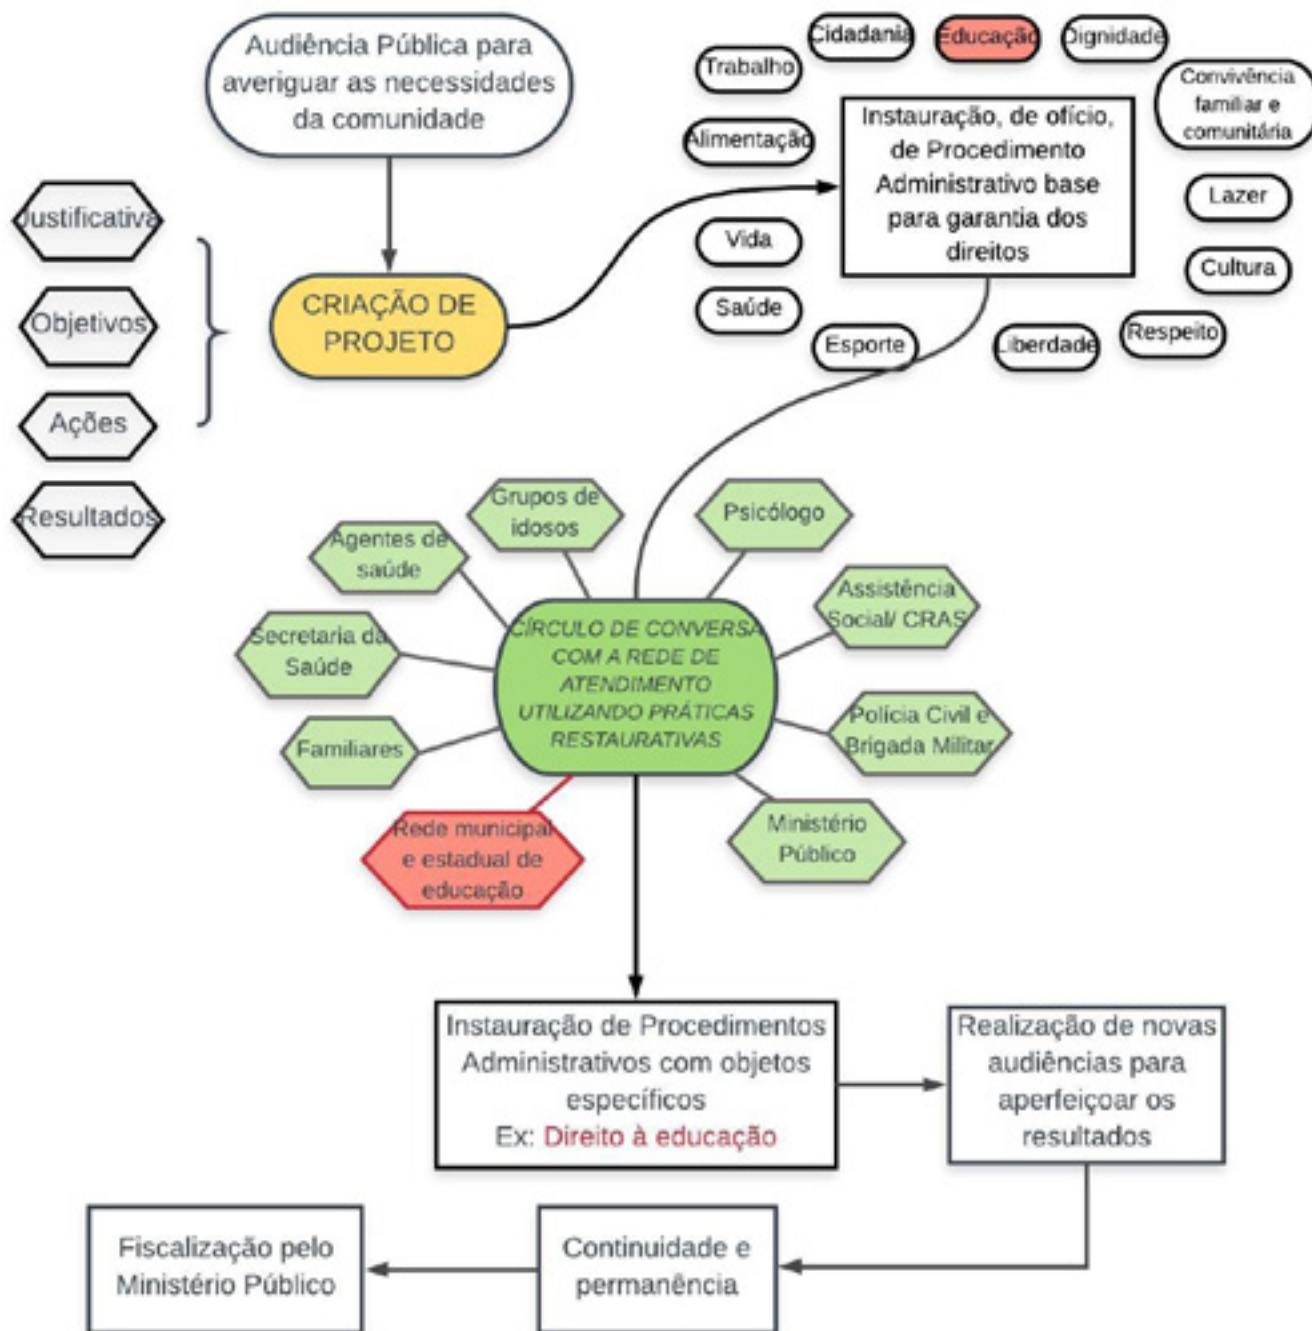 Audiência Pública para
averiguar as necessidades
da comunidade
Cidadania
Educação
Dignidade
Trabalho
Convivência
familiar e
comunitária
Alimentação
Instauração, de ofício,
de Procedimento
Administrativo base
para garantia dos
direitos
Justificativa
Lazer
Vida
Cultura
Objetivos
CRIAÇÃO DE
PROJETO
Saúde
Esporte
Liberdade
Respeito
Ações
Resultados
Grupos de
idosos
Psicólogo
Agentes de
saúde
Assistência
Social/ CRAS
Secretaria da
Saúde
CÍRCULO DE CONVERSA
COM A REDE DE
ATENDIMENTO
UTILIZANDO PRÁTICAS
RESTAURATIVAS
Polícia Civil e
Brigada Militar
Familiares
Rede municipal
e estadual de
educação
Ministério
Público
Instauração de Procedimentos
Administrativos com objetos
específicos
Ex: Direito à educação
Realização de novas
audiências para
aperfeiçoar os
resultados
Fiscalização pelo
Ministério Público
Continuidade e
permanência